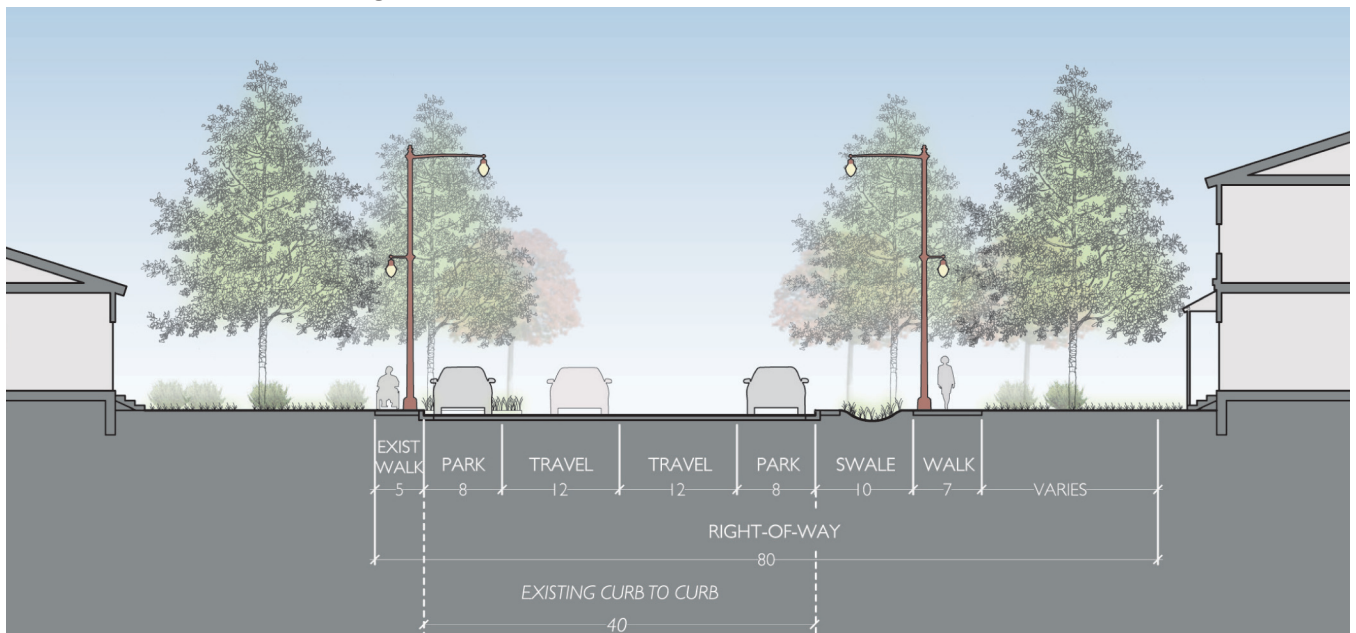 EXIST
WALK
PARK
TRAVEL
TRAVEL
PARK
SWALE
WALK
5
8
12
12
8
10
7
VARIES
RIGHT-OF-WAY
80
EXISTING CURB TO CURB
40